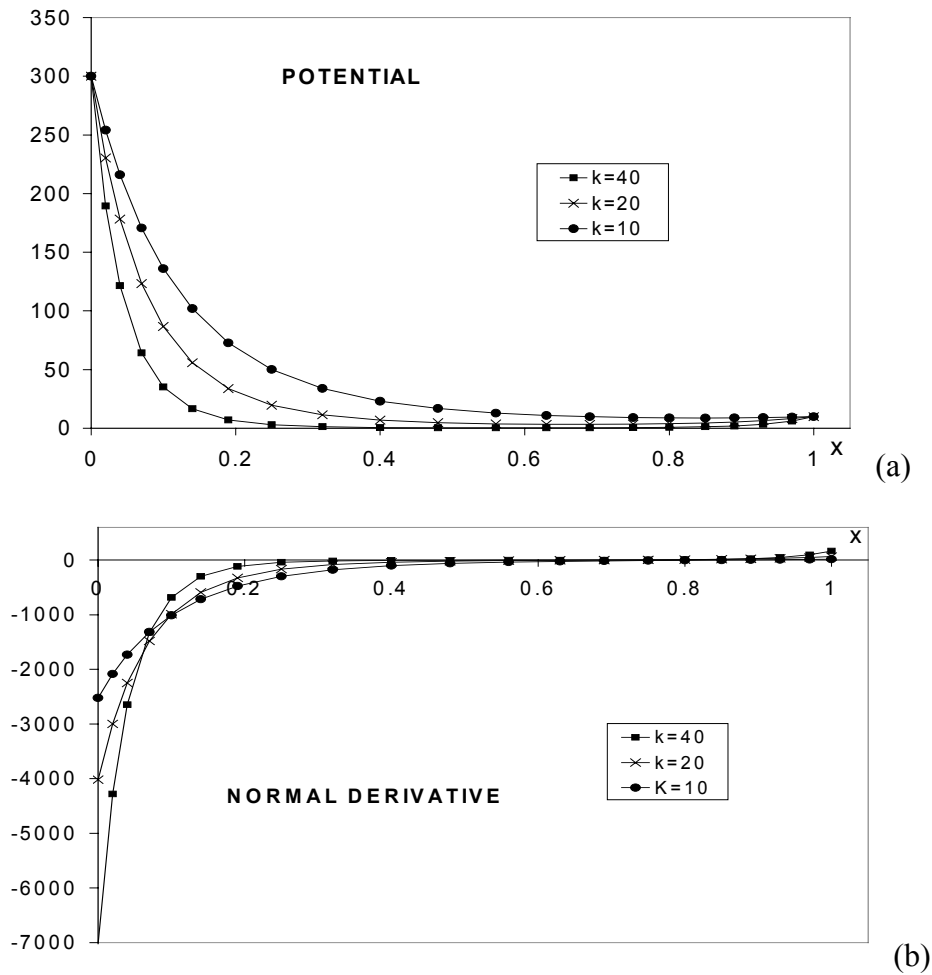 350
300
POTENTIAL
250
k=40
200
k=20
k=10
150
100
50
0
0 0.2 0.4 0.6 0.8 1 x
(a)
x
0
0 0.2 0.4 0.6 0.8 1
-1000
-2000
-3000
k=40
k=20
-4000
K=10
NORMAL DERIVATIVE
-5000
-6000
-7000
(b)